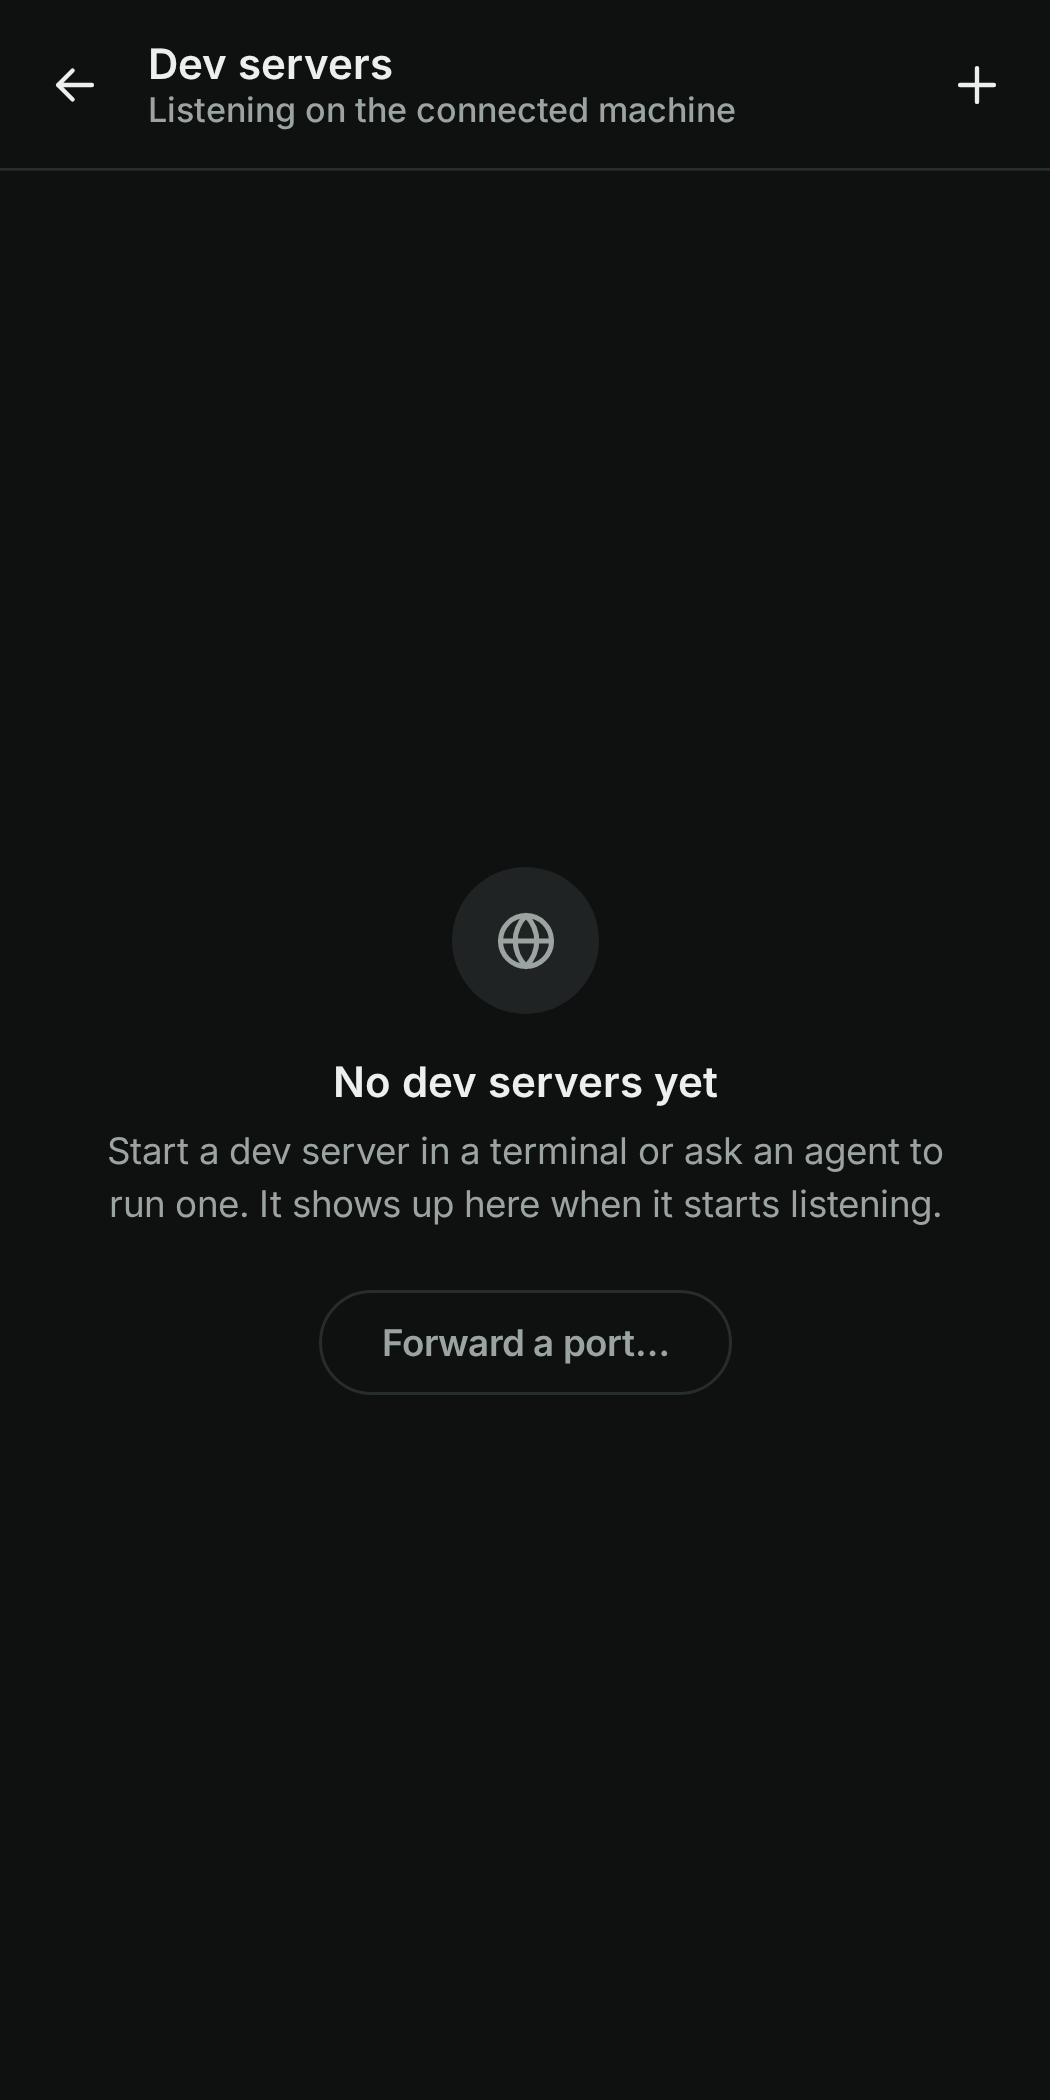 Dev servers
Listening on the connected machine
No dev servers yet
Start a dev server in a terminal or ask an agent to
run one. It shows up here when it starts listening.
Forward a port...